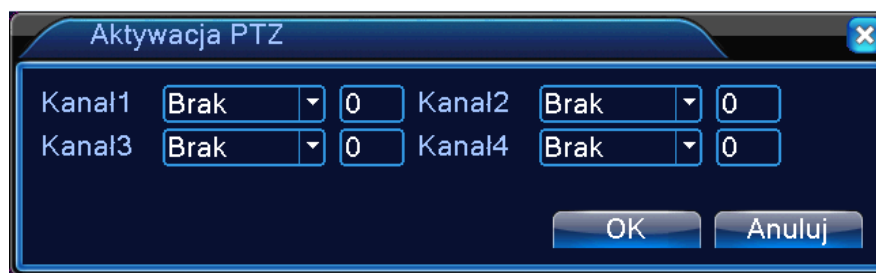 Aktywacja PTZ
Kanał1 Brak 0 Kanał2 Brak 0
Kanał3 Brak 0 Kanał4 Brak 0
OK Anuluj